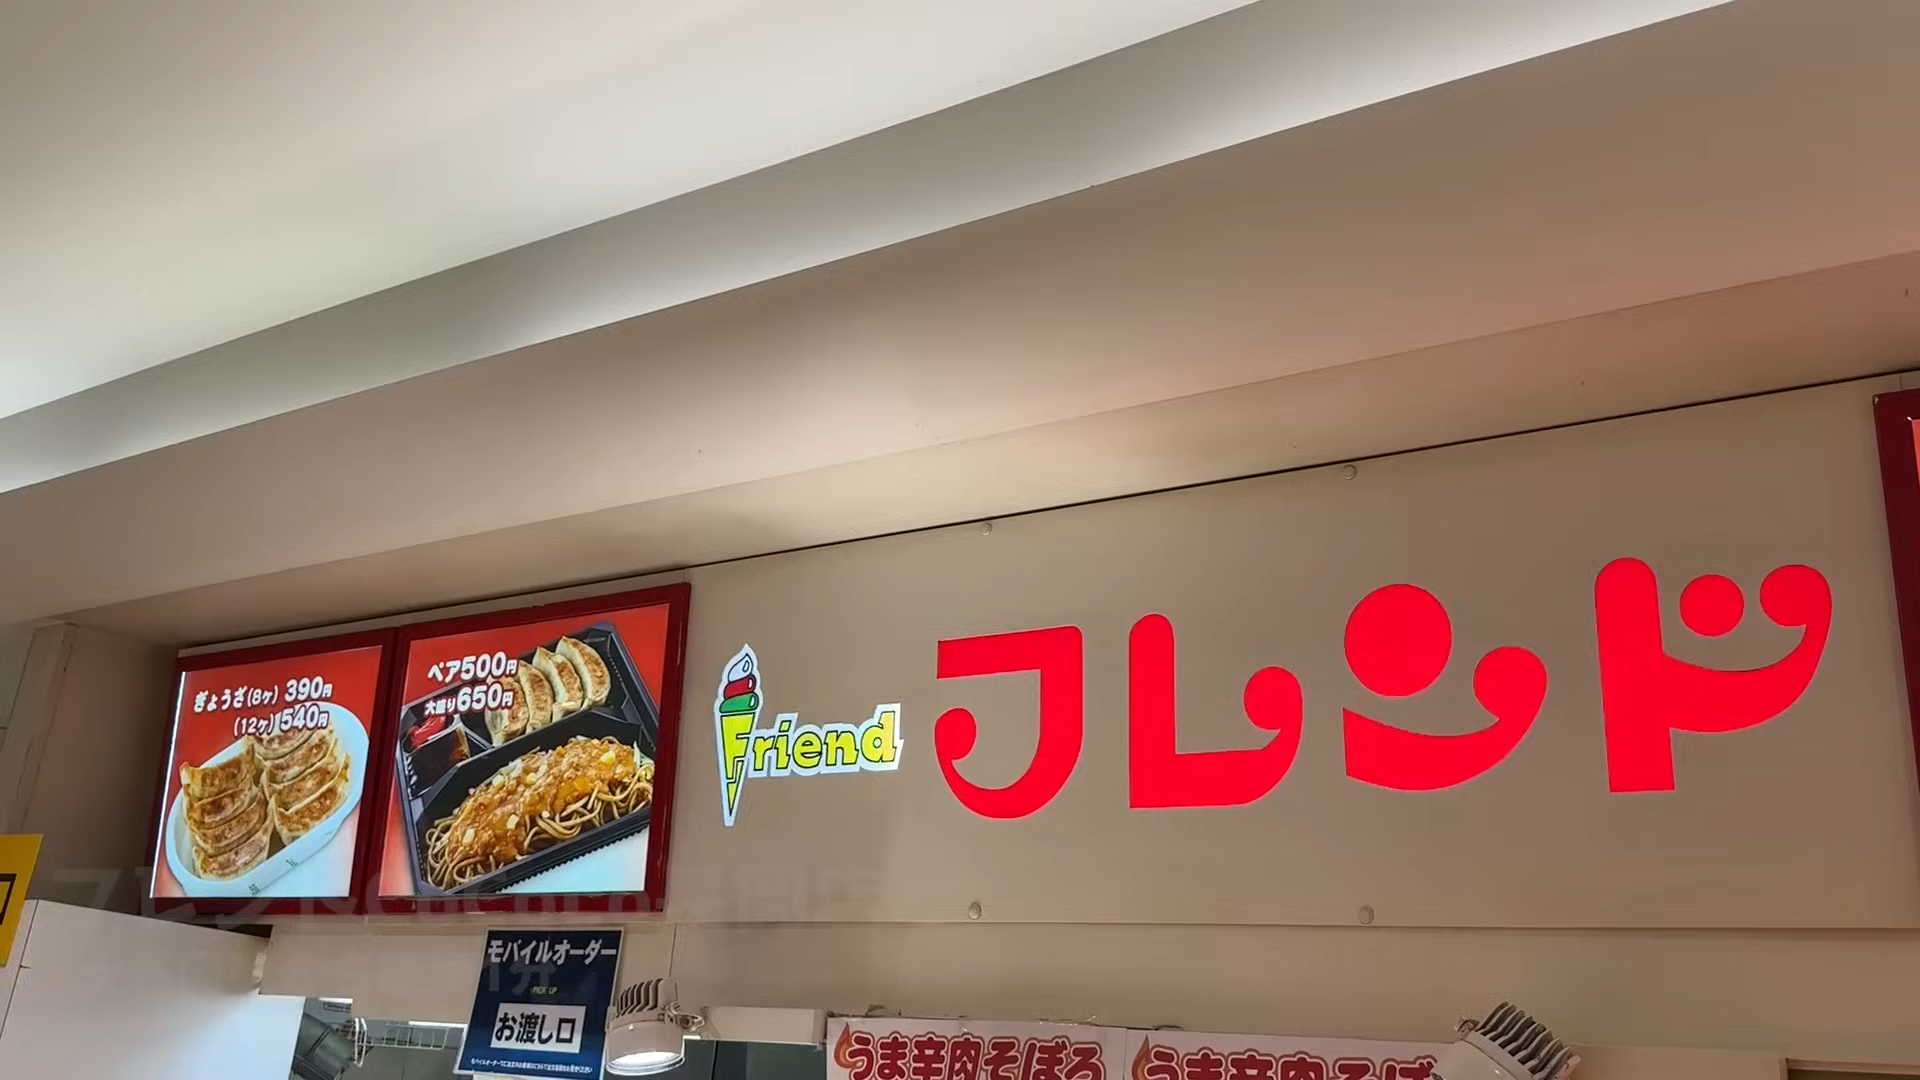 ぎょうざ(8ヶ) 390円
(12ヶ) 540円
ペア500円
大盛り650円
Friend
フレンド
モバイルオーダー
PICK UP
お渡し口
うま辛肉そぼろ
うま辛肉そぼ